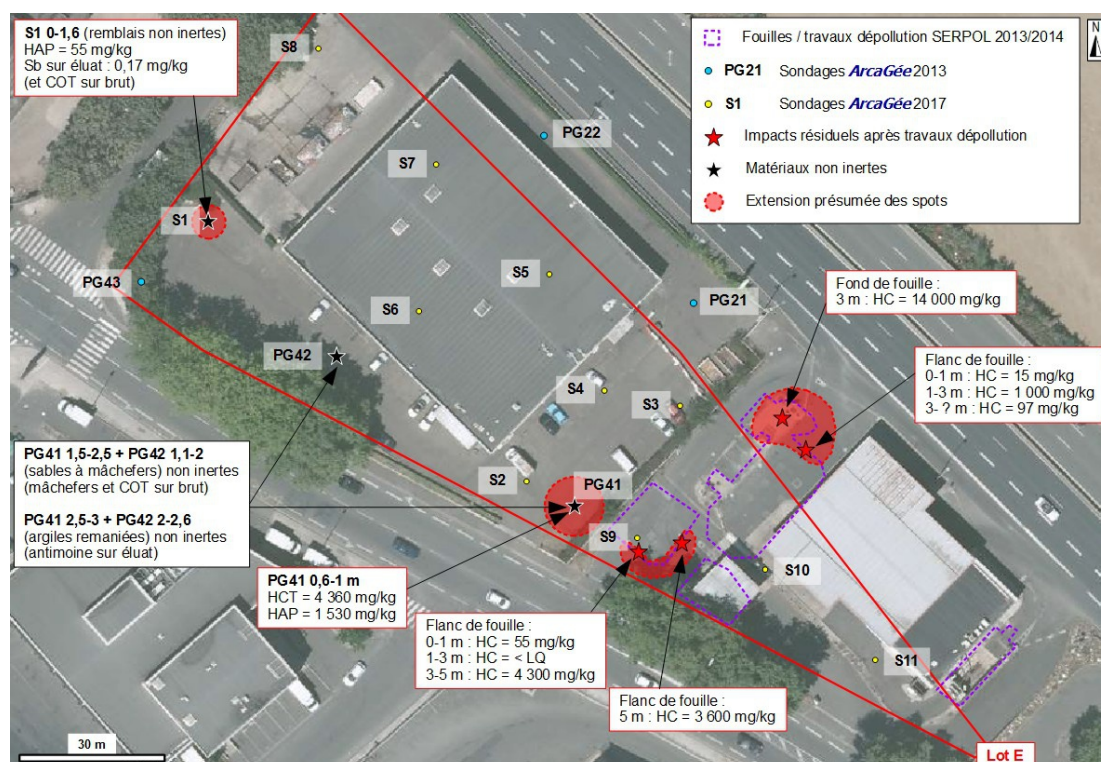 S1 0-1,6 (remblais non inertes)
HAP = 55 mg/kg
Sb sur éluat : 0,17 mg/kg
(et COT sur brut)
S8
Fouilles / travaux dépollution SERPOL 2013/2014
PG21 Sondages ArcaGée 2013
S1 Sondages ArcaGée 2017
Impacts résiduels après travaux dépollution
Matériaux non inertes
Extension présumée des spots
N
PG22
S7
S1
PG43
S5
S6
PG21
Fond de fouille :
3 m : HC = 14 000 mg/kg
PG42
Flanc de fouille :
0-1 m : HC = 15 mg/kg
1-3 m : HC = 1 000 mg/kg
3- ? m : HC = 97 mg/kg
S4
S3
PG41 1,5-2,5 + PG42 1,1-2
(sables à mâchefers) non inertes
(mâchefers et COT sur brut)
PG41 2,5-3 + PG42 2-2,6
(argiles remaniées) non inertes
(antimoine sur éluat)
S2
PG41
S9
S10
PG41 0,6-1 m
HCT = 4 360 mg/kg
HAP = 1 530 mg/kg
Flanc de fouille :
0-1 m : HC = 55 mg/kg
1-3 m : HC = < LQ
3-5 m : HC = 4 300 mg/kg
S11
Flanc de fouille :
5 m : HC = 3 600 mg/kg
30 m
Lot E